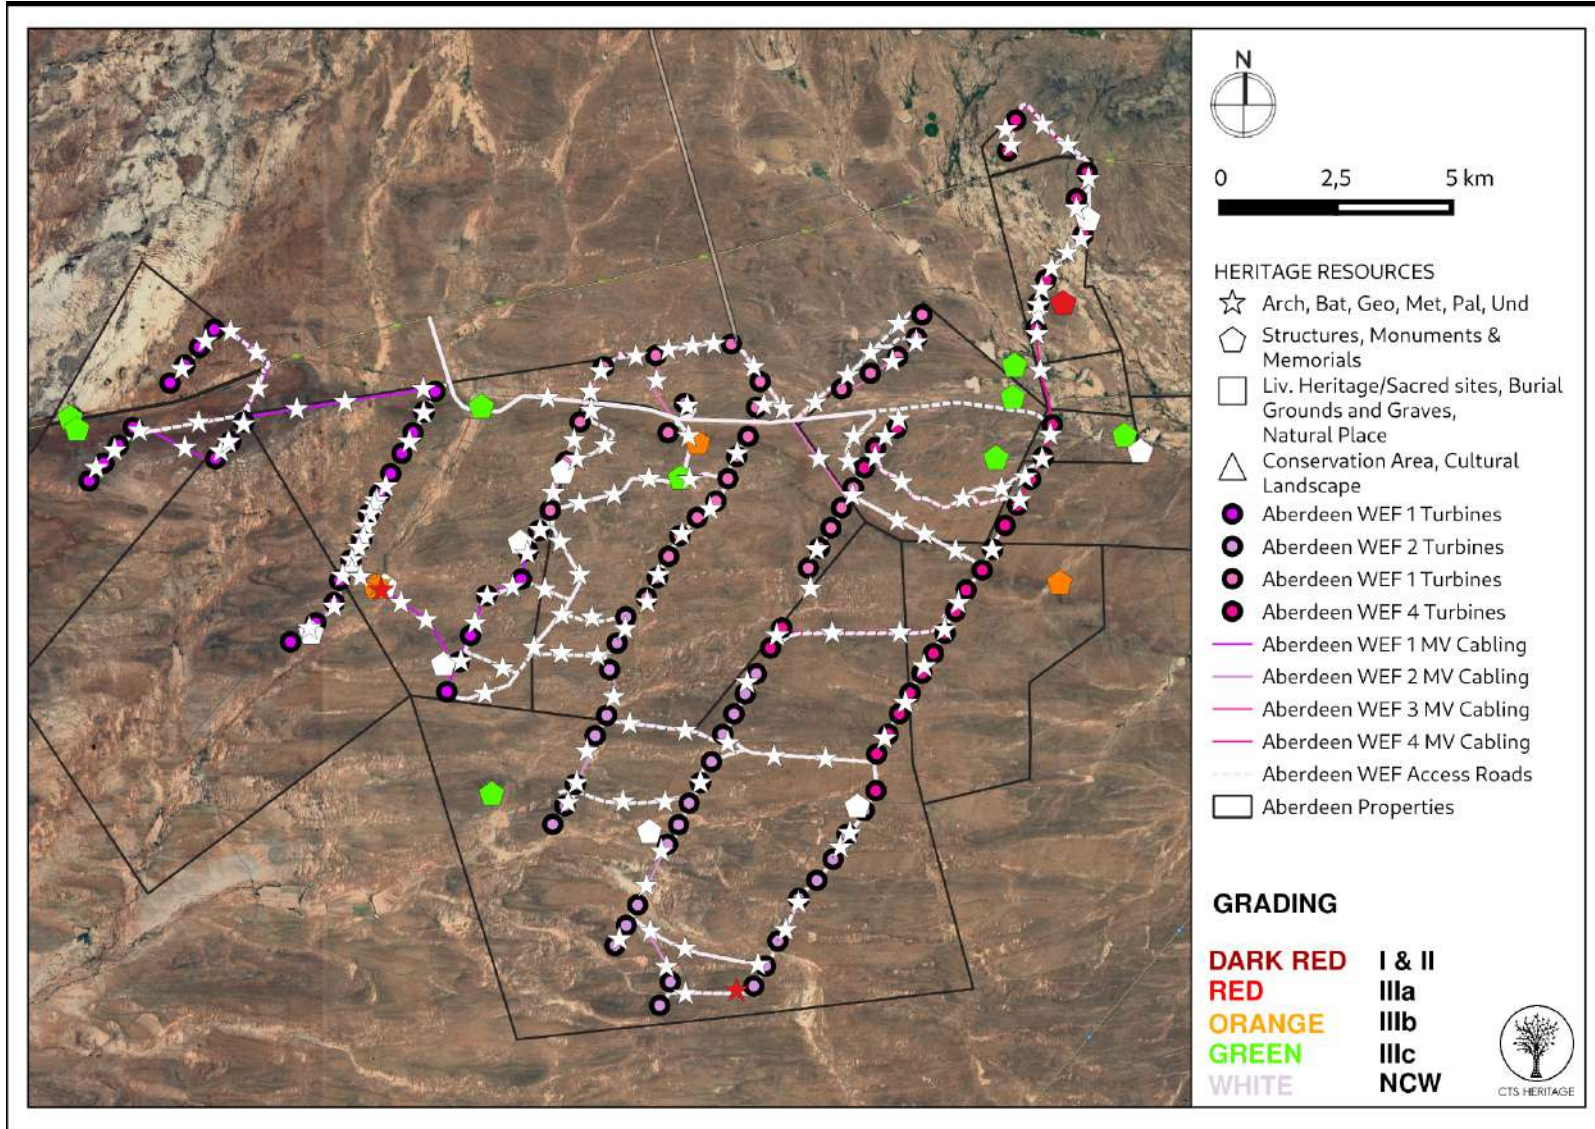 N
0 2,5 5 km
HERITAGE RESOURCES
Arch, Bat, Geo, Met, Pal, Und
Structures, Monuments &
Memorials
Liv. Heritage/Sacred sites, Burial
Grounds and Graves,
Natural Place
Conservation Area, Cultural
Landscape
Aberdeen WEF 1 Turbines
Aberdeen WEF 2 Turbines
Aberdeen WEF 1 Turbines
Aberdeen WEF 4 Turbines
Aberdeen WEF 1 MV Cabling
Aberdeen WEF 2 MV Cabling
Aberdeen WEF 3 MV Cabling
Aberdeen WEF 4 MV Cabling
Aberdeen WEF Access Roads
Aberdeen Properties
GRADING
DARK RED I & II
RED IIIa
ORANGE IIIb
GREEN IIIc
WHITE NCW
CTS HERITAGE